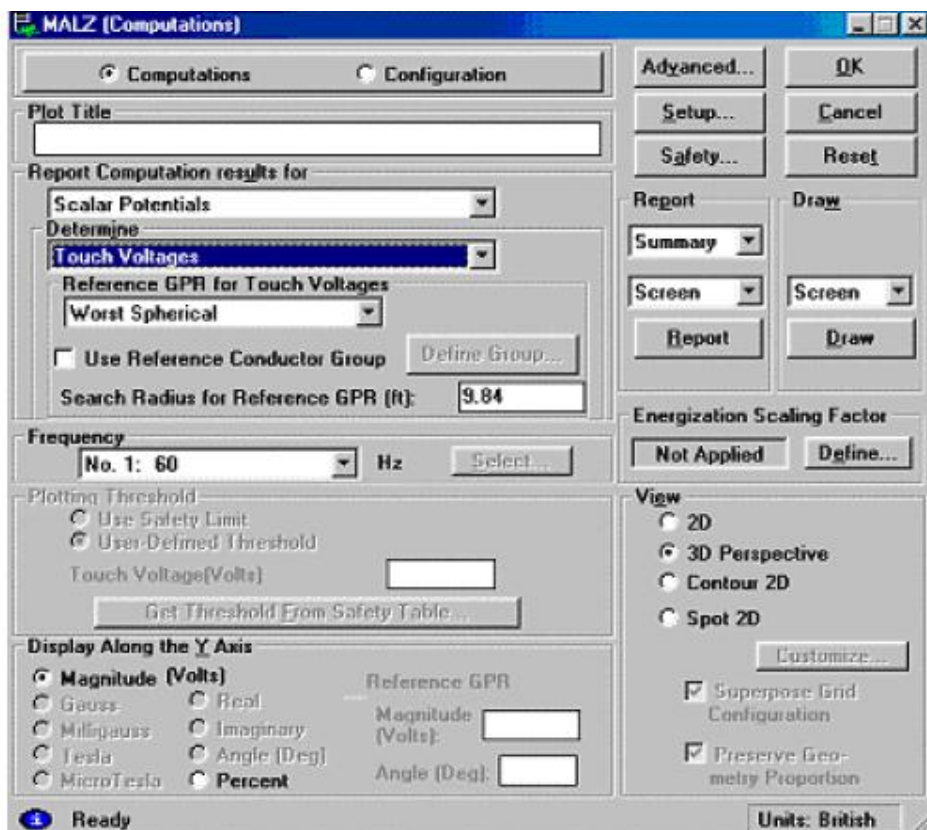 MALZ (Computations)
Computations
Configuration
Plot Title
Report Computation results for
Scalar Potentials
Determine
Touch Voltages
Reference GPR for Touch Voltages
Worst Spherical
Use Reference Conductor Group
Define Group...
Search Radius for Reference GPR (ft):
9.84
Frequency
No. 1: 60
Hz
Select...
Plotting Threshold
Use Safety Limit
User-Defined Threshold
Touch Voltage(Volts)
Get Threshold From Safety Table...
Display Along the Y Axis
Magnitude (Volts)
Gauss
Milligauss
Tesla
MicroTesla
Real
Imaginary
Angle (Deg)
Percent
Reference GPR
Magnitude
(Volts):
Angle (Deg):
Advanced...
OK
Setup...
Cancel
Safety...
Reset
Report
Summary
Screen
Report
Draw
Screen
Draw
Energization Scaling Factor
Not Applied
Define...
View
2D
3D Perspective
Contour 2D
Spot 2D
Customize...
Superpose Grid
Configuration
Preserve Geo-
metry Proportion
Ready
Units: British